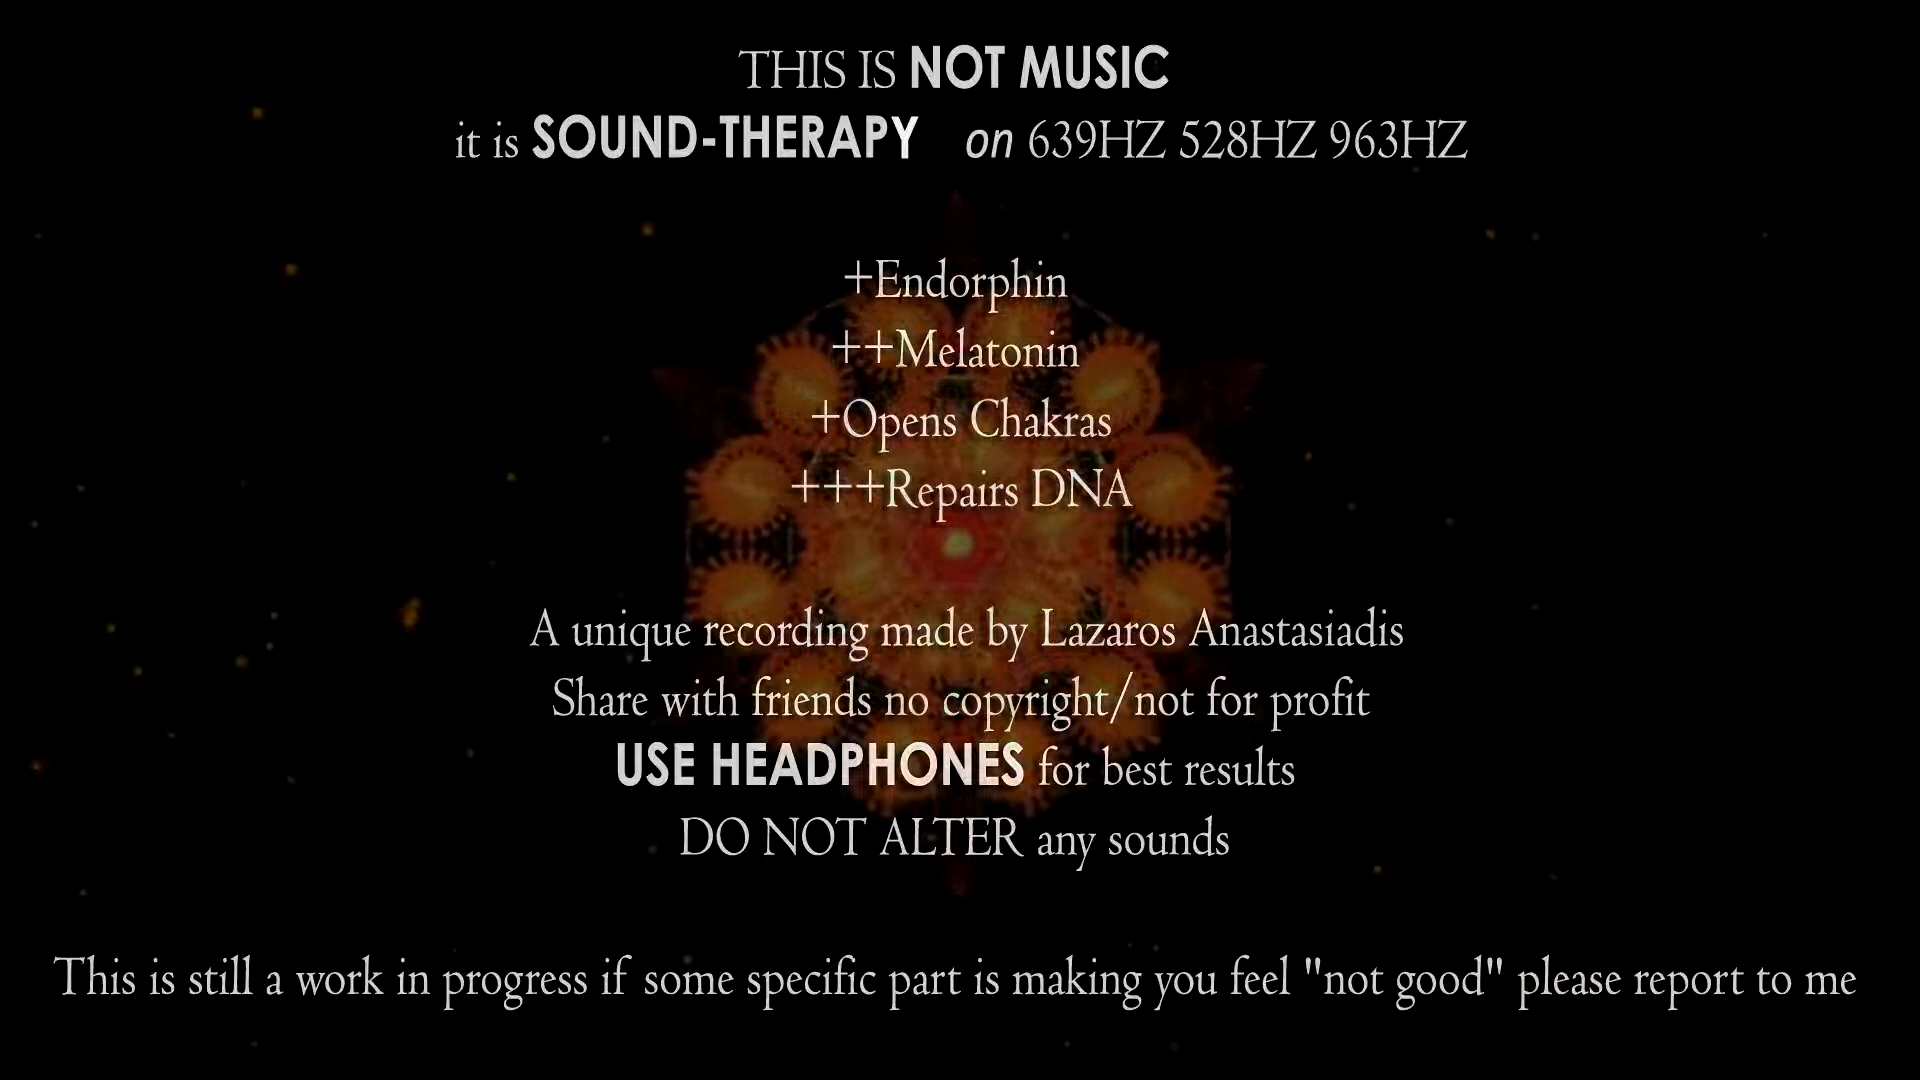 THIS IS NOT MUSIC
it is SOUND-THERAPY on 639HZ 528HZ 963HZ
+Endorphin
++Melatonin
+Opens Chakras
+++Repairs DNA
A unique recording made by Lazaros Anastasiadis
Share with friends no copyright/not for profit
USE HEADPHONES for best results
DO NOT ALTER any sounds
This is still a work in progress if some specific part is making you feel "not good" please report to me